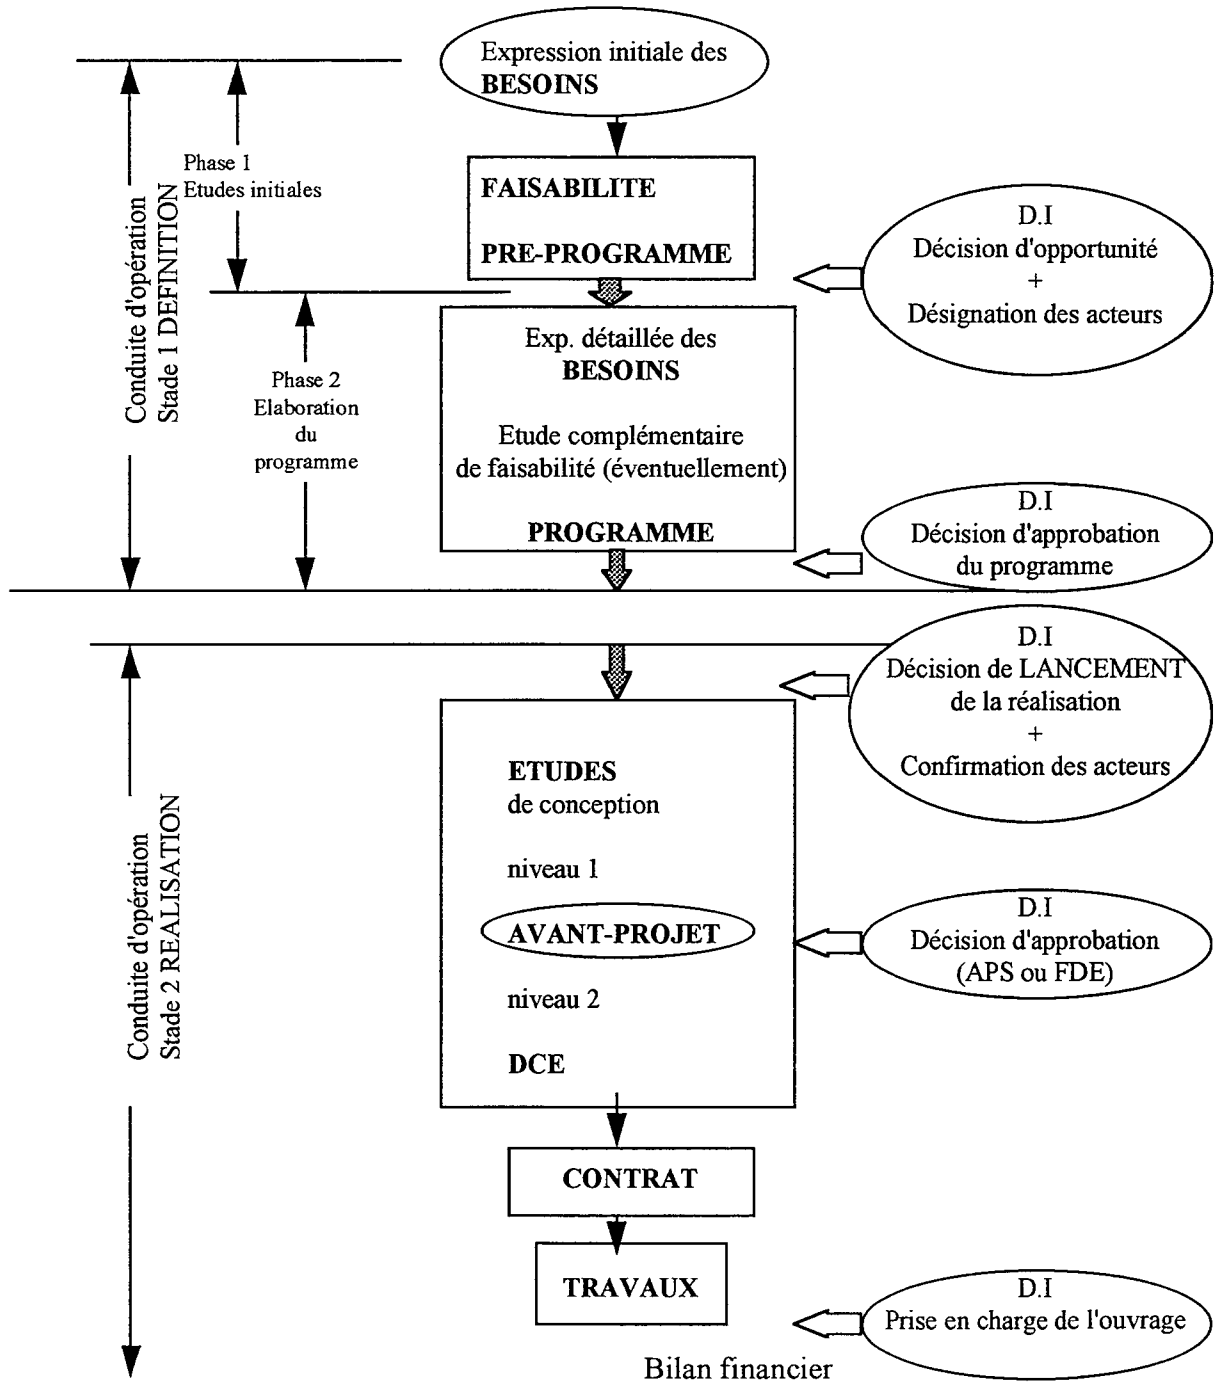 Expression initiale des
BESOINS
Phase 1
Etudes initiales
FAISABILITE
PRE-PROGRAMME
D.I
Décision d'opportunité
+
Désignation des acteurs
Conduite d'opération
Stade 1 DEFINITION
Phase 2
Elaboration
du
programme
Exp. détaillée des
BESOINS
Etude complémentaire
de faisabilité (éventuellement)
PROGRAMME
D.I
Décision d'approbation
du programme
D.I
Décision de LANCEMENT
de la réalisation
+
Confirmation des acteurs
Conduite d'opération
Stade 2 REALISATION
ETUDES
de conception
niveau 1
AVANT-PROJET
niveau 2
DCE
D.I
Décision d'approbation
(APS ou FDE)
CONTRAT
TRAVAUX
D.I
Prise en charge de l'ouvrage
Bilan financier